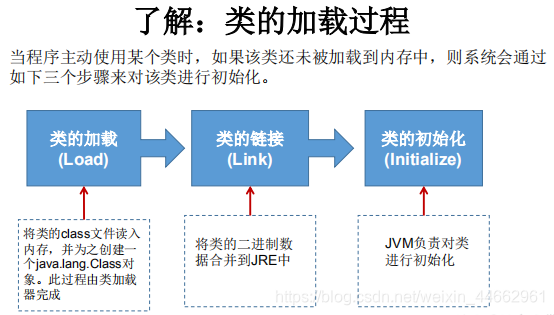 了解：类的加载过程
当程序主动使用某个类时，如果该类还未被加载到内存中，则系统会通过
如下三个步骤来对该类进行初始化。
类的加载
(Load)
类的链接
(Link)
类的初始化
(Initialize)
将类的class文件读入
内存，并为之创建一
个java.lang.Class对
象。此过程由类加载
器完成
将类的二进制数
据合并到JRE中
JVM负责对类
进行初始化
https://blog.csdn.net/weixin_44662961